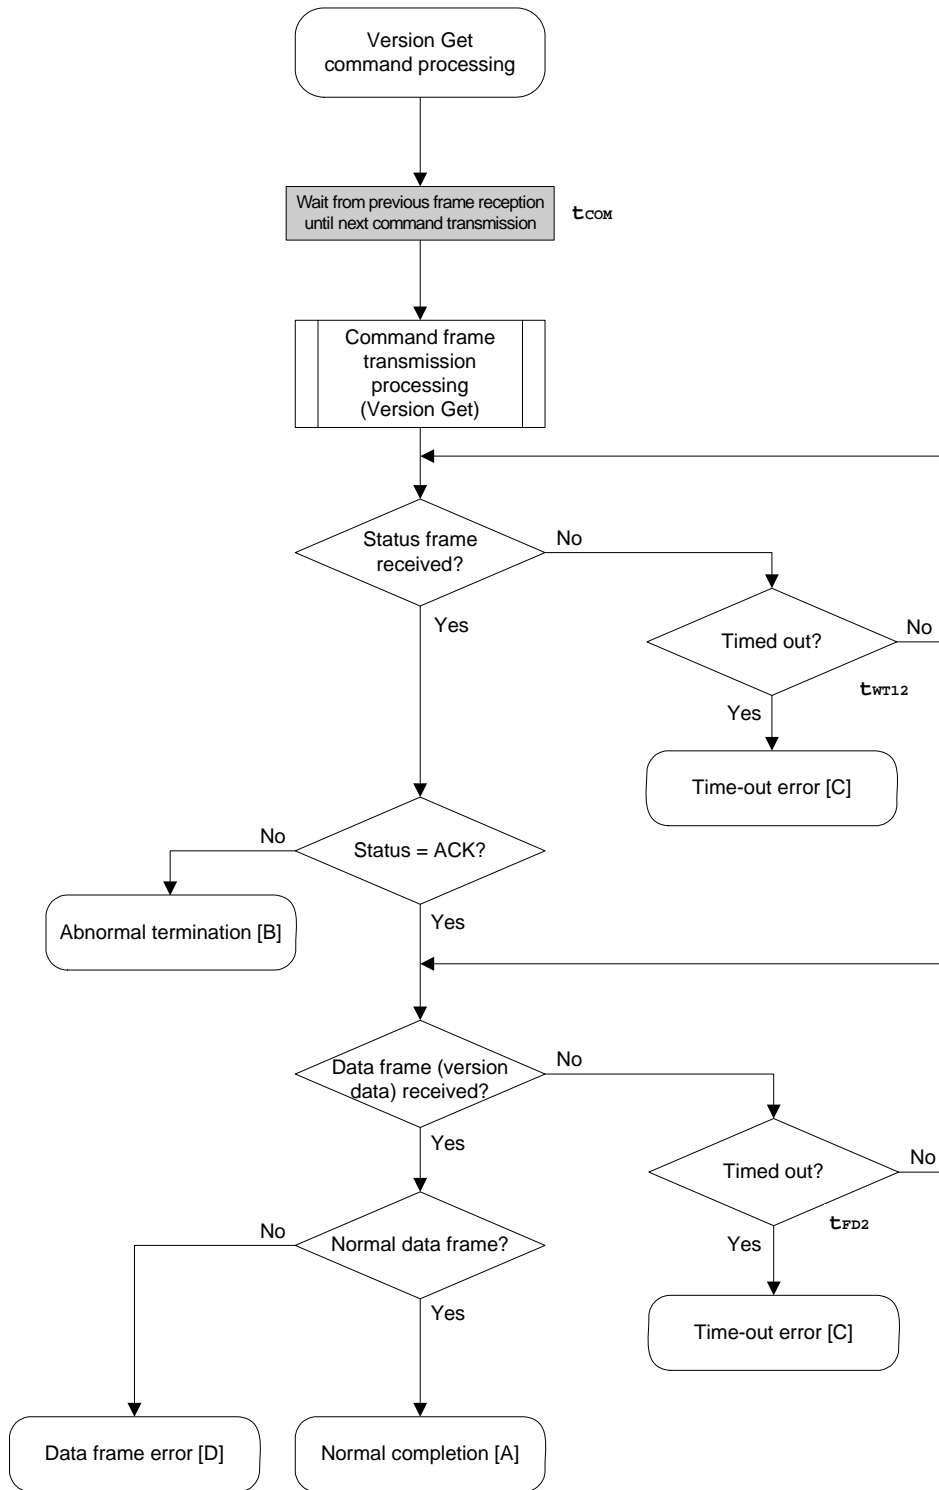 Version Get
command processing
Wait from previous frame reception
until next command transmission
tCOM
Command frame
transmission
processing
(Version Get)
Status frame
received?
No
Yes
Timed out?
No
tWT12
Yes
Time-out error [C]
No
Status = ACK?
Abnormal termination [B]
Yes
Data frame (version
data) received?
No
Yes
Timed out?
No
tFD2
Yes
No
Normal data frame?
Yes
Time-out error [C]
Data frame error [D]
Normal completion [A]